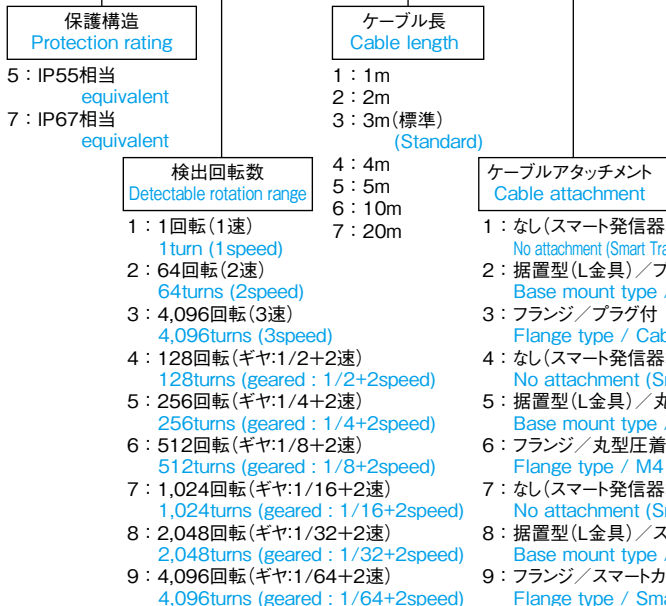 保護構造
Protection rating
5：IP55相当
equivalent
7：IP67相当
equivalent
ケーブル長
Cable length
1：1m
2：2m
3：3m(標準)
(Standard)
4：4m
5：5m
6：10m
7：20m
検出回転数
Detectable rotation range
1：1回転(1速)
1turn (1speed)
2：64回転(2速)
64turns (2speed)
3：4,096回転(3速)
4,096turns (3speed)
4：128回転(ギヤ:1/2+2速)
128turns (geared : 1/2+2speed)
5：256回転(ギヤ:1/4+2速)
256turns (geared : 1/4+2speed)
6：512回転(ギヤ:1/8+2速)
512turns (geared : 1/8+2speed)
7：1,024回転(ギヤ:1/16+2速)
1,024turns (geared : 1/16+2speed)
8：2,048回転(ギヤ:1/32+2速)
2,048turns (geared : 1/32+2speed)
9：4,096回転(ギヤ:1/64+2速)
4,096turns (geared : 1/64+2speed)
ケーブルアタッチメント
Cable attachment
1：なし(スマート発信器
No attachment (Smart Tra
2：据置型(L金具)／プ
Base mount type /
3：フランジ／プラグ付
Flange type / Cab
4：なし(スマート発信器
No attachment (Sm
5：据置型(L金具)／丸
Base mount type /
6：フランジ／丸型圧着
Flange type / M4
7：なし(スマート発信器
No attachment (Sm
8：据置型(L金具)／ス
Base mount type /
9：フランジ／スマートカ
Flange type / Sma